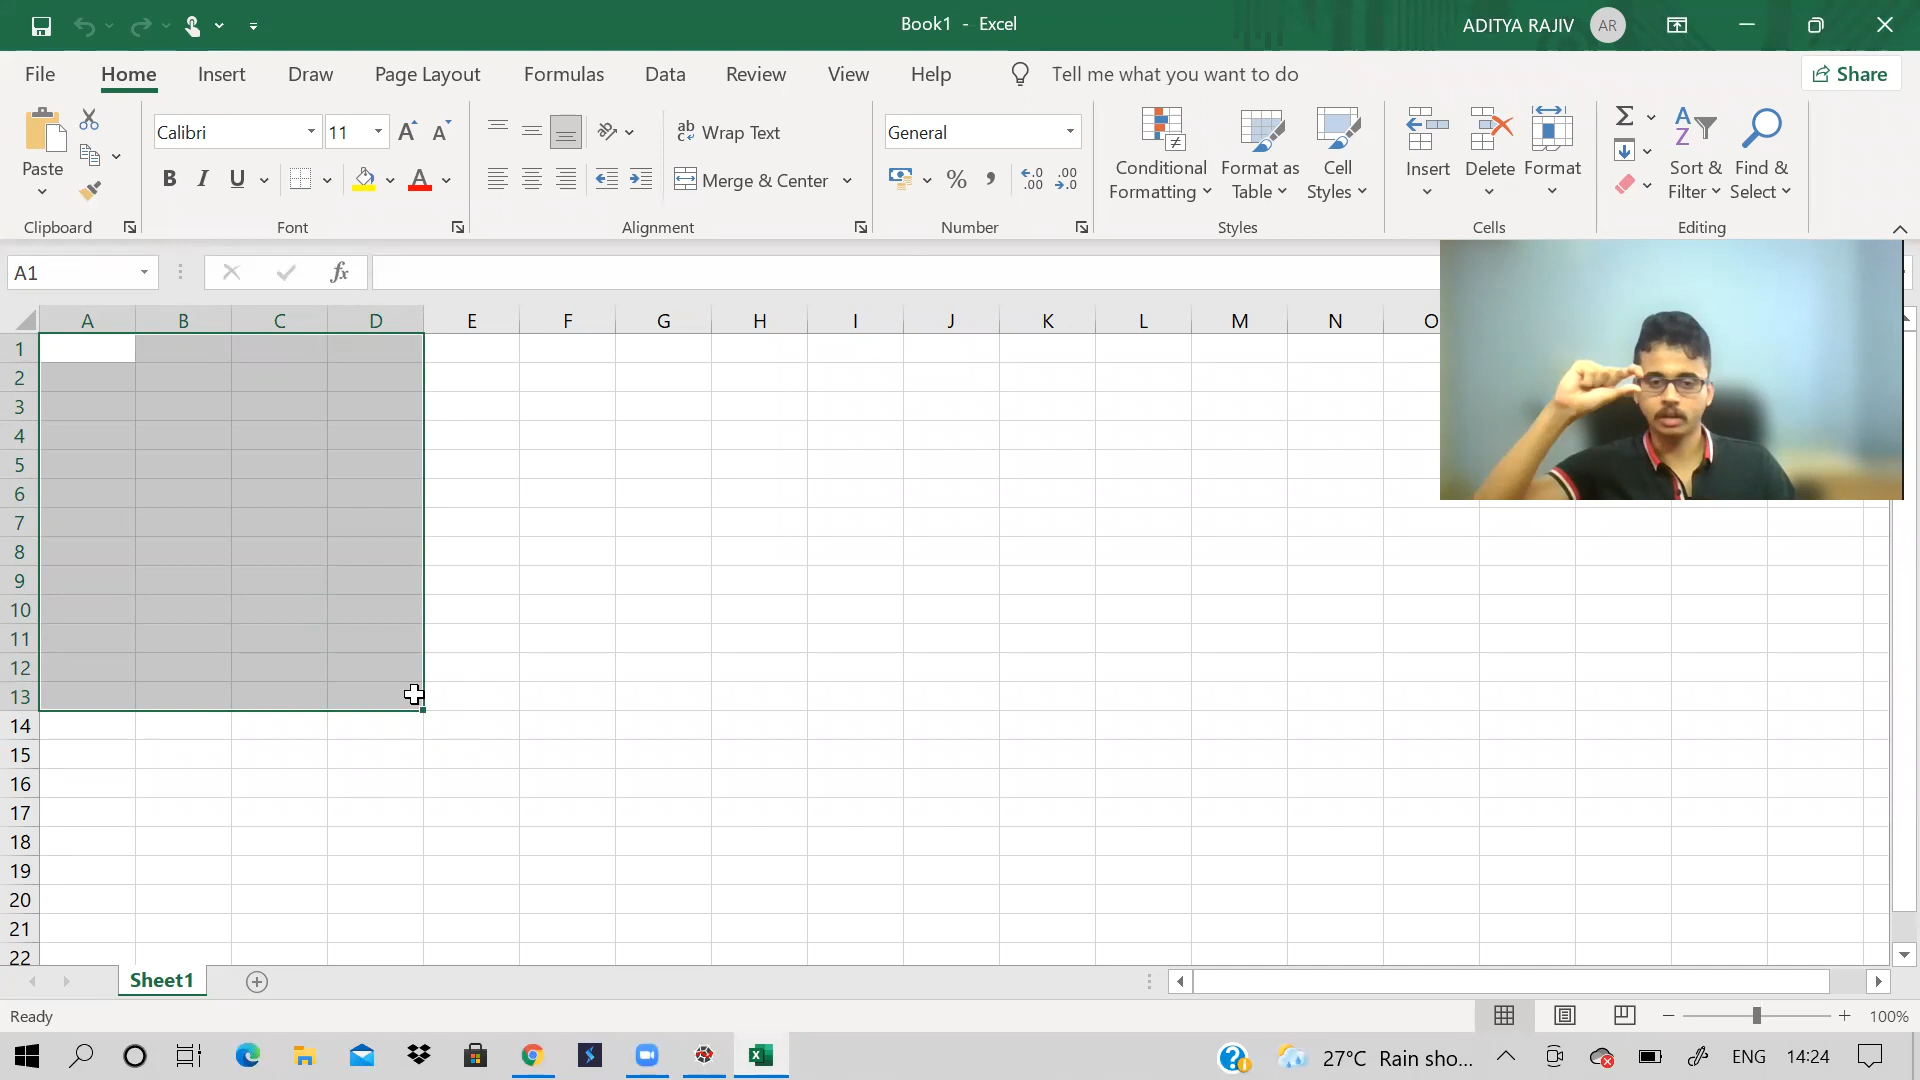 Book1 - Excel
ADITYA RAJIV
AR
File Home Insert Draw Page Layout Formulas Data Review View Help Tell me what you want to do Share
Paste
Calibri 11
B I U A
ab Wrap Text
Merge & Center
General
% , .00 .0
Conditional Formatting
Format as Table
Cell Styles
Insert Delete Format
Sort & Filter
Find & Select
Clipboard Font Alignment Number Styles Cells Editing
A1 fx
A B C D E F G H I J K L M N O
1
2
3
4
5
6
7
8
9
10
11
12
13
14
15
16
17
18
19
20
21
22
Sheet1
Ready 100%
27°C Rain sho... ENG 14:24